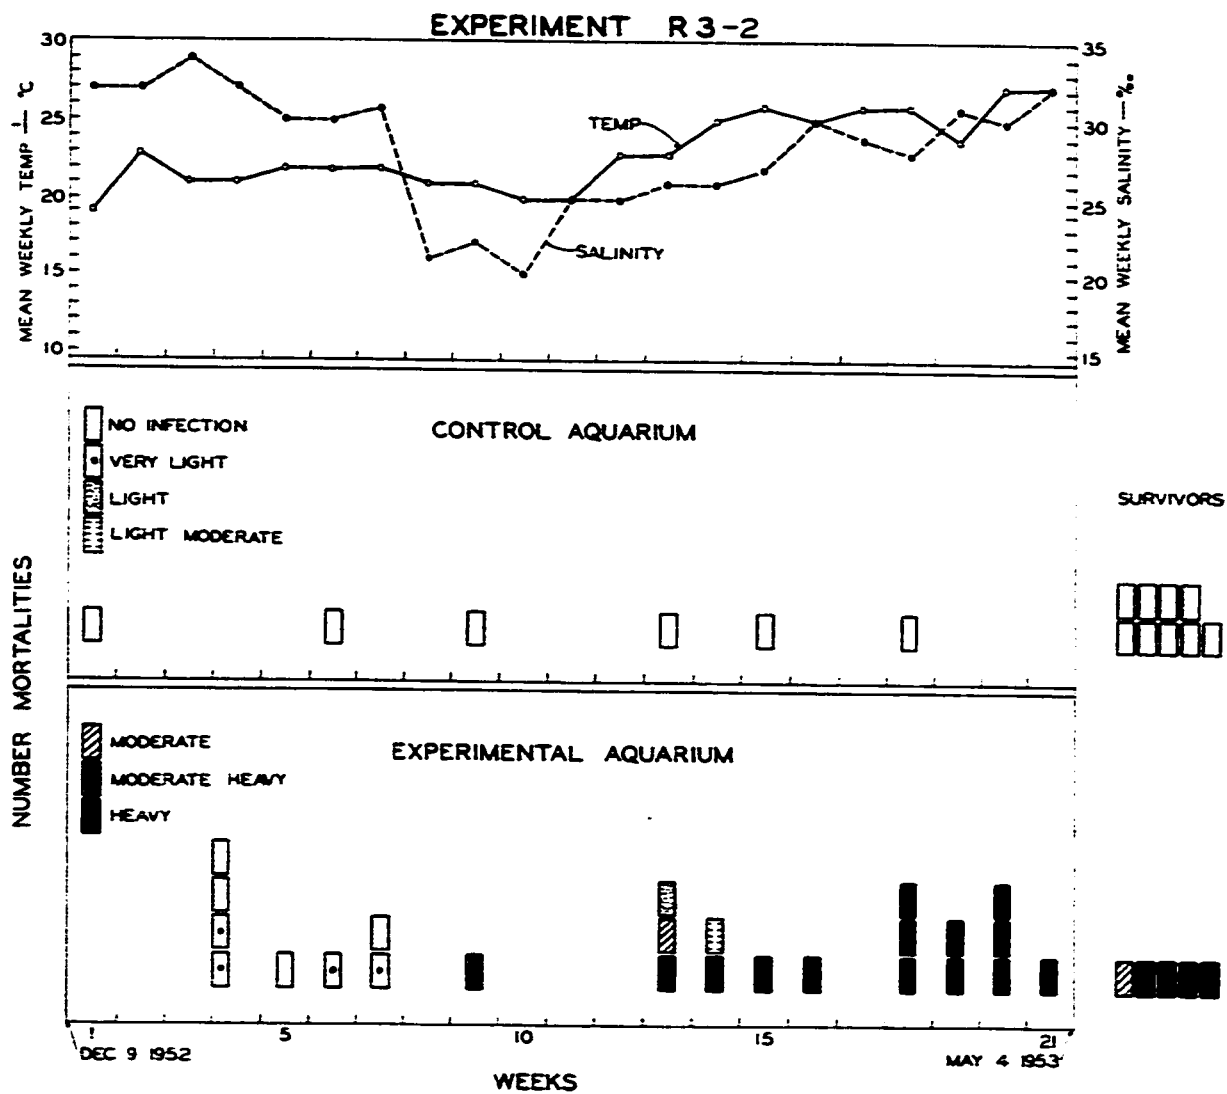 EXPERIMENT R 3-2
30
25
20
15
10
MEAN WEEKLY TEMP — °C
35
30
25
20
15
MEAN WEEKLY SALINITY — ‰
TEMP
SALINITY
NO INFECTION
VERY LIGHT
LIGHT
LIGHT MODERATE
CONTROL AQUARIUM
SURVIVORS
NUMBER MORTALITIES
MODERATE
MODERATE HEAVY
HEAVY
EXPERIMENTAL AQUARIUM
1 5 10 15 21
DEC 9 1952
MAY 4 1953
WEEKS